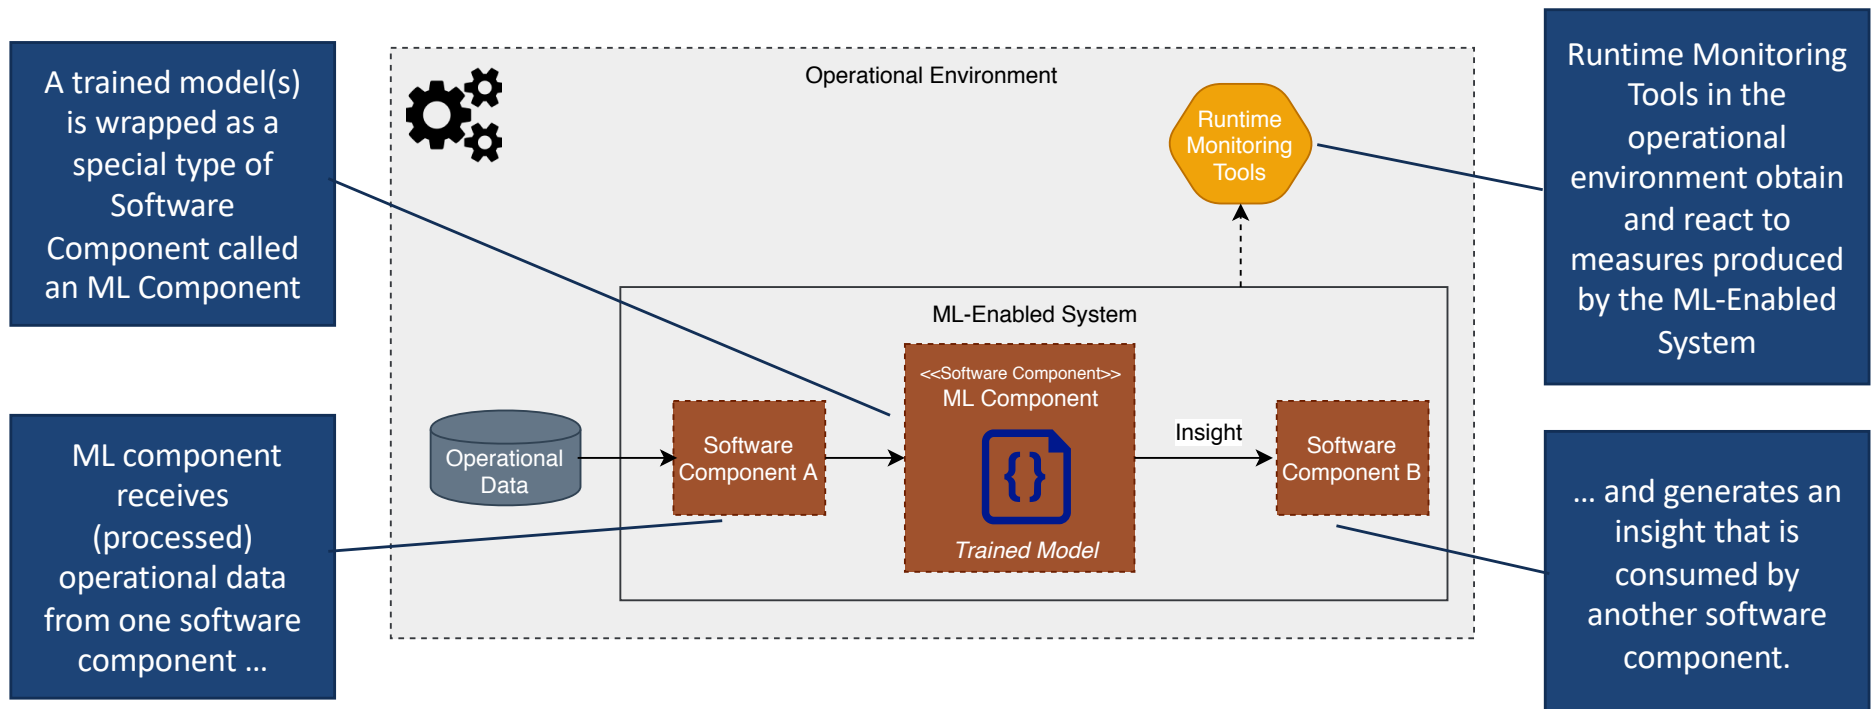 A trained model(s)
is wrapped as a
special type of
Software
Component called
an ML Component
ML component
receives
(processed)
operational data
from one software
component ...
Operational Environment
Runtime
Monitoring
Tools
ML-Enabled System
Operational
Data
Software
Component A
<<Software Component>>
ML Component
{}
Trained Model
Insight
Software
Component B
Runtime Monitoring
Tools in the
operational
environment obtain
and react to
measures produced
by the ML-Enabled
System
... and generates an
insight that is
consumed by
another software
component.